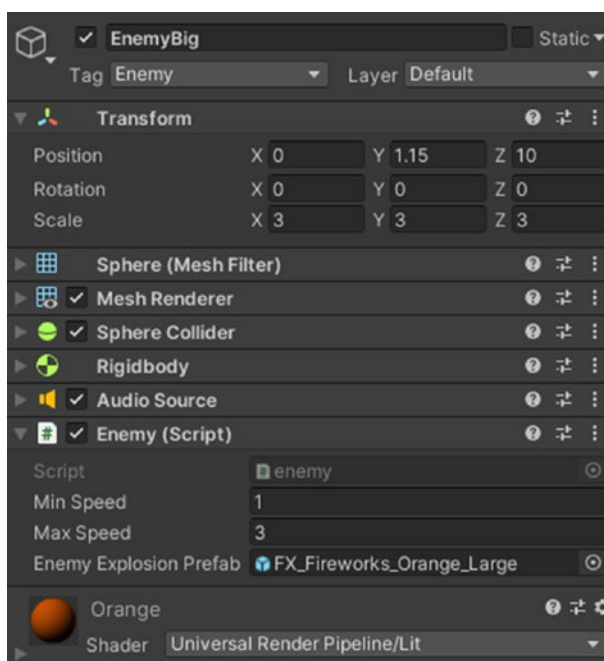 EnemyBig Static
Tag Enemy Layer Default
Transform
Position X 0 Y 1.15 Z 10
Rotation X 0 Y 0 Z 0
Scale X 3 Y 3 Z 3
Sphere (Mesh Filter)
Mesh Renderer
Sphere Collider
Rigidbody
Audio Source
# Enemy (Script)
Script # enemy
Min Speed 1
Max Speed 3
Enemy Explosion Prefab FX_Fireworks_Orange_Large
Orange
Shader Universal Render Pipeline/Lit